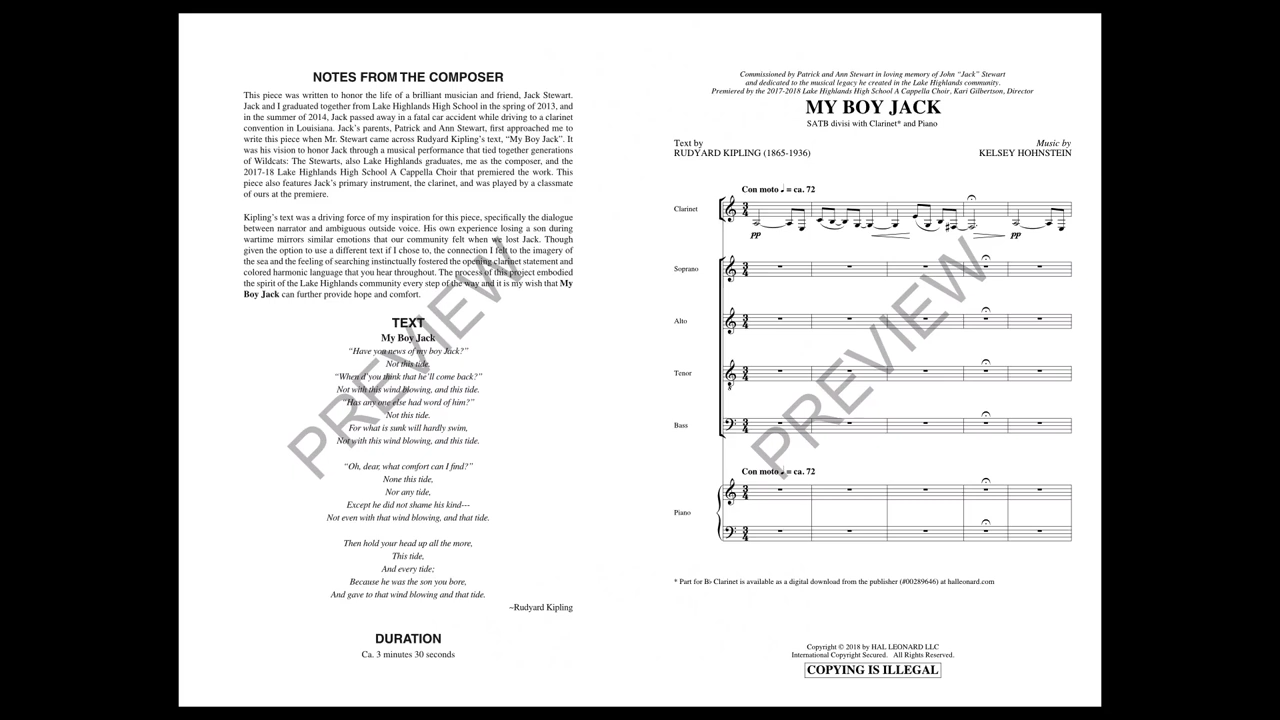 NOTES FROM THE COMPOSER
This piece was written to honor the life of a brilliant musician and friend, Jack Stewart.
Jack and I graduated together from Lake Highlands High School in the spring of 2013, and
in the summer of 2014, Jack passed away in a fatal car accident while driving to a clarinet
convention in Louisiana. Jack's parents, Patrick and Ann Stewart, first approached me to
write this piece when Mr. Stewart came across Rudyard Kipling's text, “My Boy Jack”. It
was his vision to honor Jack through a musical performance that tied together generations
of Wildcats: The Stewarts, also Lake Highlands graduates, me as the composer, and the
2017-18 Lake Highlands High School A Cappella Choir that premiered the work. This
piece also features Jack's primary instrument, the clarinet, and was played by a classmate
of ours at the premiere.
Kipling's text was a driving force of my inspiration for this piece, specifically the dialogue
between narrator and ambiguous outside voice. His own experience losing a son during
wartime mirrors similar emotions that our community felt when we lost Jack. Though
given the option to use a different text if I chose to, the connection I felt to the imagery of
the sea and the feeling of searching instinctually fostered the opening clarinet statement and
colored harmonic language that you hear throughout. The process of this project embodied
the spirit of the Lake Highlands community every step of the way and it is my wish that My
Boy Jack can further provide hope and comfort.
TEXT
My Boy Jack
“Have you news of my boy Jack?”
Not this tide.
“When d'you think that he'll come back?”
Not with this wind blowing, and this tide.
“Has any one else had word of him?”
Not this tide.
For what is sunk will hardly swim,
Not with this wind blowing, and this tide.
“Oh, dear, what comfort can I find?”
None this tide,
Nor any tide,
Except he did not shame his kind---
Not even with that wind blowing, and that tide.
Then hold your head up all the more,
This tide,
And every tide;
Because he was the son you bore,
And gave to that wind blowing and that tide.
~Rudyard Kipling
DURATION
Ca. 3 minutes 30 seconds
PREVIEW
Commissioned by Patrick and Ann Stewart in loving memory of John “Jack” Stewart
and dedicated to the musical legacy he created in the Lake Highlands community.
Premiered by the 2017-2018 Lake Highlands High School A Cappella Choir, Kari Gilbertson, Director
MY BOY JACK
SATB divisi with Clarinet* and Piano
Text by
RUDYARD KIPLING (1865-1936)
Music by
KELSEY HOHNSTEIN
Con moto ♩ = ca. 72
Clarinet
pp
pp
Soprano
Alto
Tenor
Bass
Con moto ♩ = ca. 72
Piano
PREVIEW
* Part for B♭ Clarinet is available as a digital download from the publisher (#00289646) at halleonard.com
Copyright © 2018 by HAL LEONARD LLC
International Copyright Secured. All Rights Reserved.
COPYING IS ILLEGAL